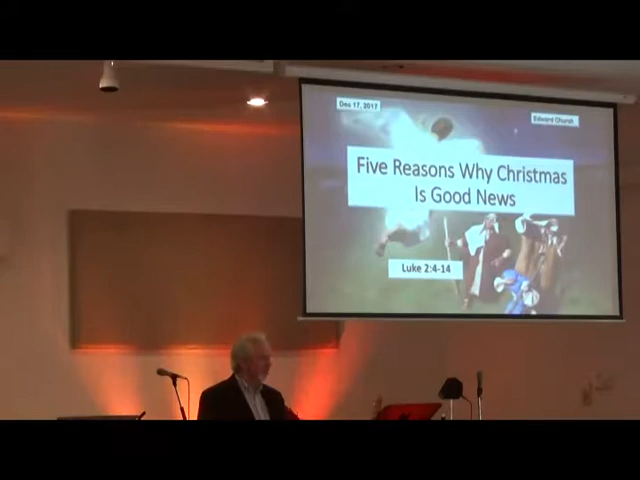 Dec 17, 2017
Edward Church
Five Reasons Why Christmas
Is Good News
Luke 2:4-14